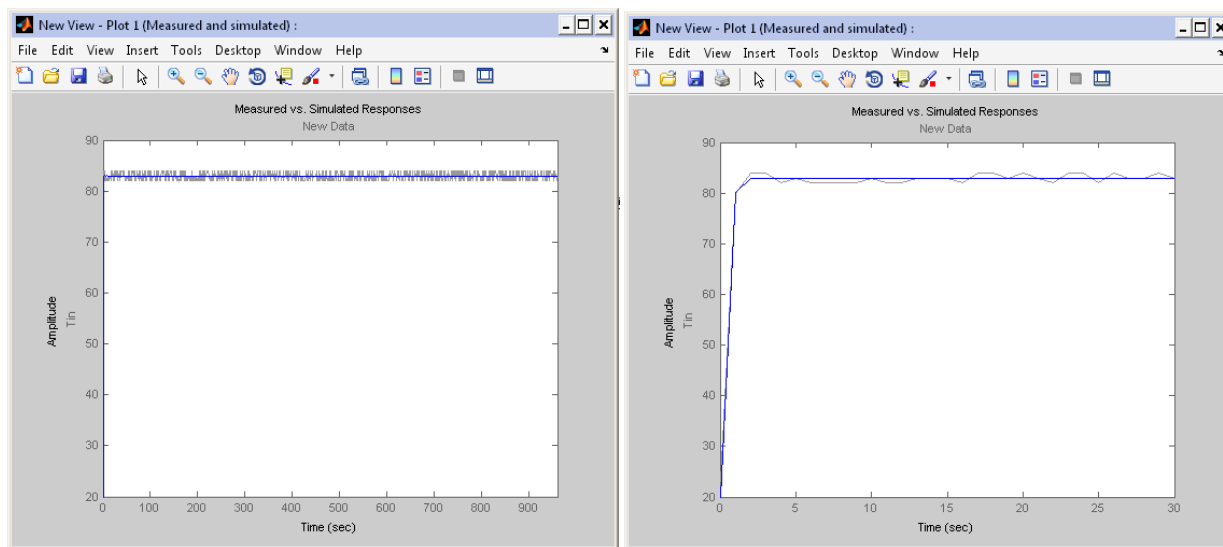 New View - Plot 1 (Measured and simulated) :
File Edit View Insert Tools Desktop Window Help
Measured vs. Simulated Responses
New Data
90
80
70
60
50
40
30
20
Amplitude
Tin
0 100 200 300 400 500 600 700 800 900
Time (sec)
New View - Plot 1 (Measured and simulated) :
File Edit View Insert Tools Desktop Window Help
Measured vs. Simulated Responses
New Data
90
80
70
60
50
40
30
20
Amplitude
Tin
0 5 10 15 20 25 30
Time (sec)